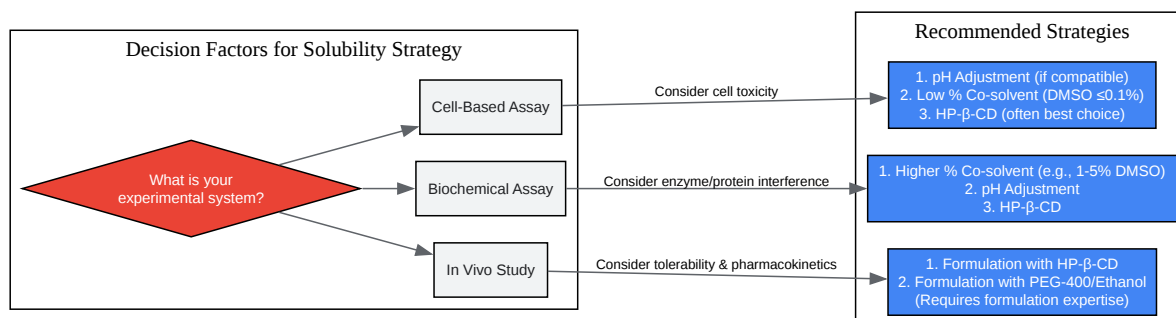 Decision Factors for Solubility Strategy
What is your
experimental system?
Cell-Based Assay
Biochemical Assay
In Vivo Study
Consider cell toxicity
Consider enzyme/protein interference
Consider tolerability & pharmacokinetics
Recommended Strategies
1. pH Adjustment (if compatible)
2. Low % Co-solvent (DMSO ≤0.1%)
3. HP-β-CD (often best choice)
1. Higher % Co-solvent (e.g., 1-5% DMSO)
2. pH Adjustment
3. HP-β-CD
1. Formulation with HP-β-CD
2. Formulation with PEG-400/Ethanol
(Requires formulation expertise)